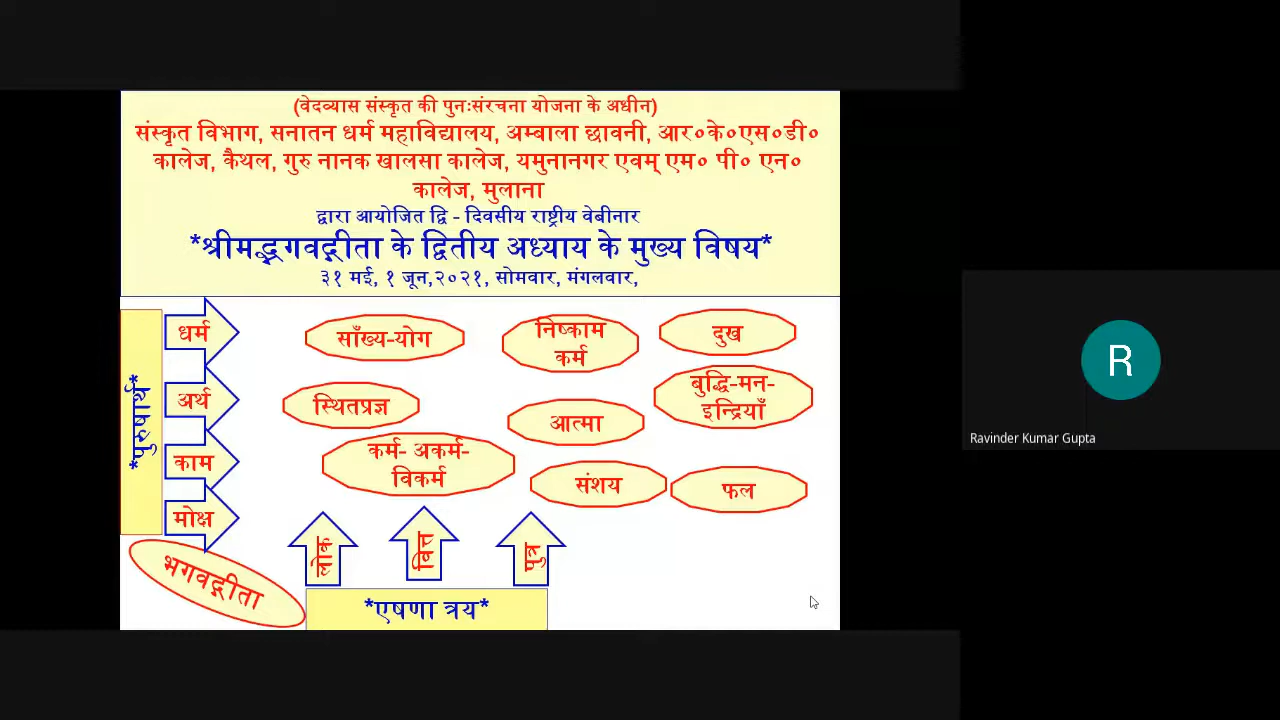 (वेदव्यास संस्कृत की पुनःसंरचना योजना के अधीन)
संस्कृत विभाग, सनातन धर्म महाविद्यालय, अम्बाला छावनी, आर०के०एस०डी०
कालेज, कैथल, गुरु नानक खालसा कालेज, यमुनानगर एवम् एम० पी० एन०
कालेज, मुलाना
द्वारा आयोजित द्वि - दिवसीय राष्ट्रीय वेबीनार
*श्रीमद्भगवद्गीता के द्वितीय अध्याय के मुख्य विषय*
३१ मई, १ जून,२०२१, सोमवार, मंगलवार,
*पुरुषार्थ*
धर्म
अर्थ
काम
मोक्ष
साँख्य-योग
निष्काम
कर्म
दुख
स्थितप्रज्ञ
आत्मा
बुद्धि-मन-
इन्द्रियाँ
कर्म- अकर्म-
विकर्म
संशय
फल
भगवद्गीता
लोक
वित्त
पुत्र
*एषणा त्रय*
R
Ravinder Kumar Gupta